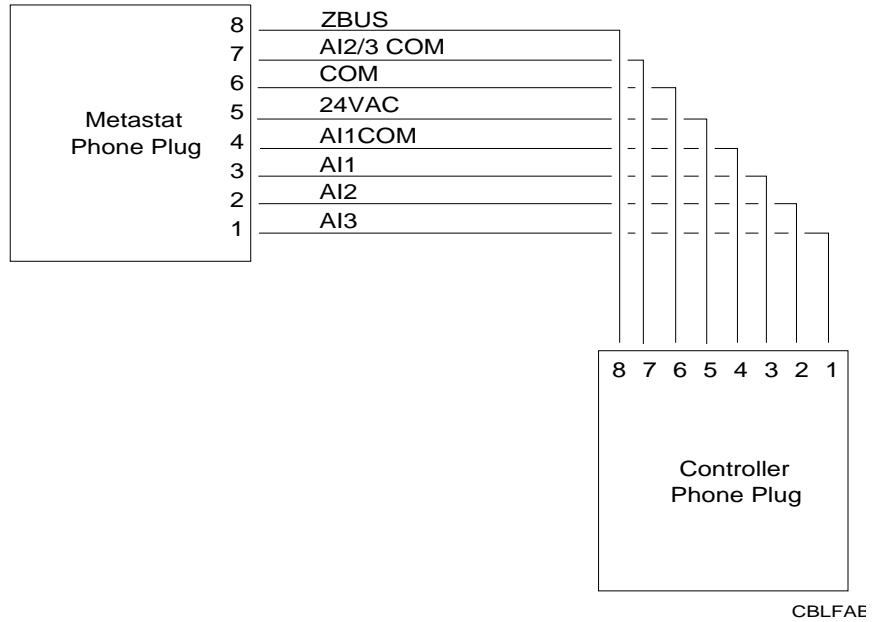 8 ZBUS
7 AI2/3 COM
6 COM
5 24VAC
4 AI1COM
3 AI1
2 AI2
1 AI3
Metastat
Phone Plug
8 7 6 5 4 3 2 1
Controller
Phone Plug
CBLFAB